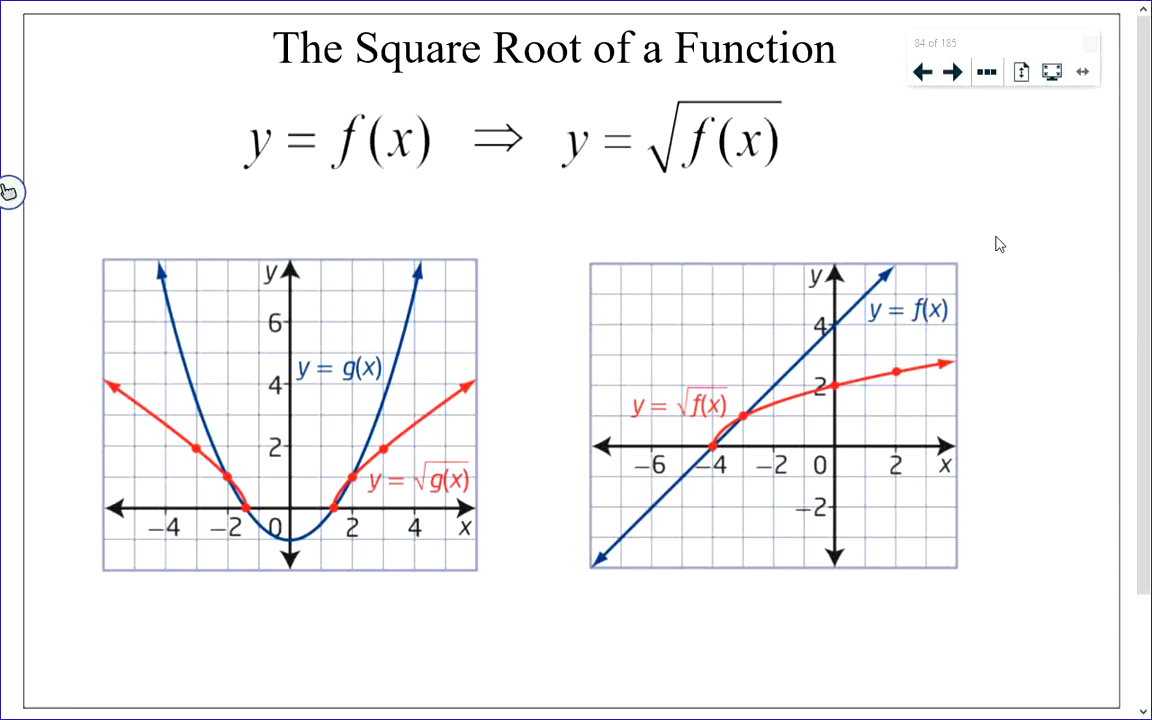 The Square Root of a Function
84 of 185
y = f(x) ⇒ y = √f(x)
y
6
y = g(x)
4
2
y = √g(x)
−4 −2 0 2 4 x
y
y = f(x)
4
2
y = √f(x)
−6 −4 −2 0 2 x
−2